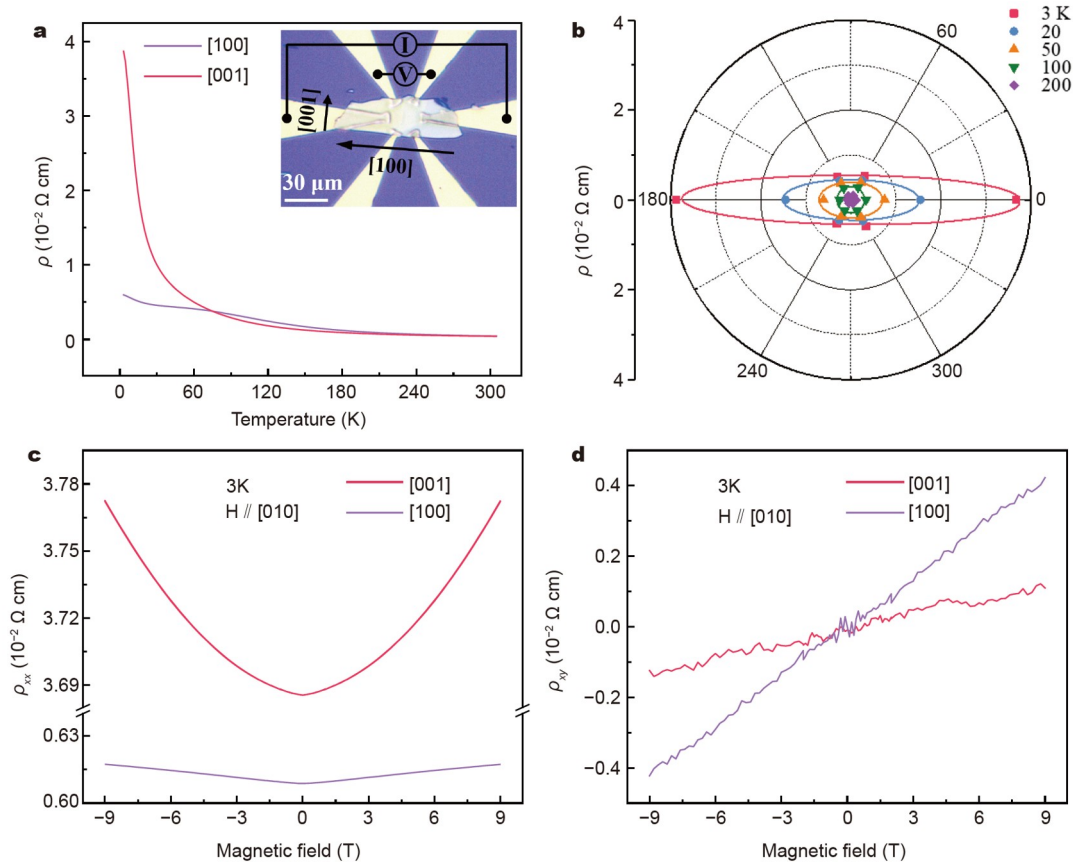 a
[100]
[001]
I
V
[001]
[100]
30 μm
4
3
2
1
0
ρ (10⁻² Ω cm)
0 60 120 180 240 300
Temperature (K)
b
3 K
20
50
100
200
4
2
0
2
4
ρ (10⁻² Ω cm)
60
180
0
240
300
c
3K
H // [010]
[001]
[100]
3.78
3.75
3.72
3.69
0.63
0.60
ρxx (10⁻² Ω cm)
−9 −6 −3 0 3 6 9
Magnetic field (T)
d
3K
H // [010]
[001]
[100]
0.4
0.2
0.0
−0.2
−0.4
ρxy (10⁻² Ω cm)
−9 −6 −3 0 3 6 9
Magnetic field (T)